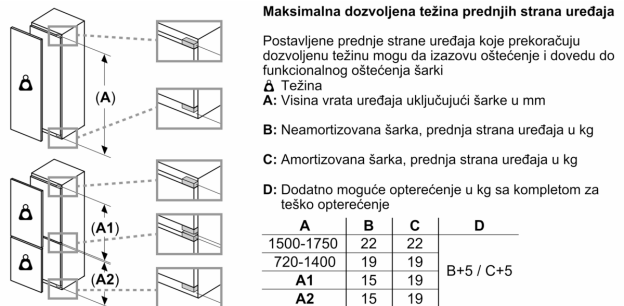 Maksimalna dozvoljena težina prednjih strana uređaja
Postavljene prednje strane uređaja koje prekoračuju
dozvoljenu težinu mogu da izazovu oštećenje i dovedu do
funkcionalnog oštećenja šarki
Težina
A: Visina vrata uređaja uključujući šarke u mm
B: Neamortizovana šarka, prednja strana uređaja u kg
C: Amortizovana šarka, prednja strana uređaja u kg
D: Dodatno moguće opterećenje u kg sa kompletom za
teško opterećenje
A B C D
1500-1750 22 22
720-1400 19 19
B+5 / C+5
A1 15 19
A2 15 19
(A)
(A1)
(A2)